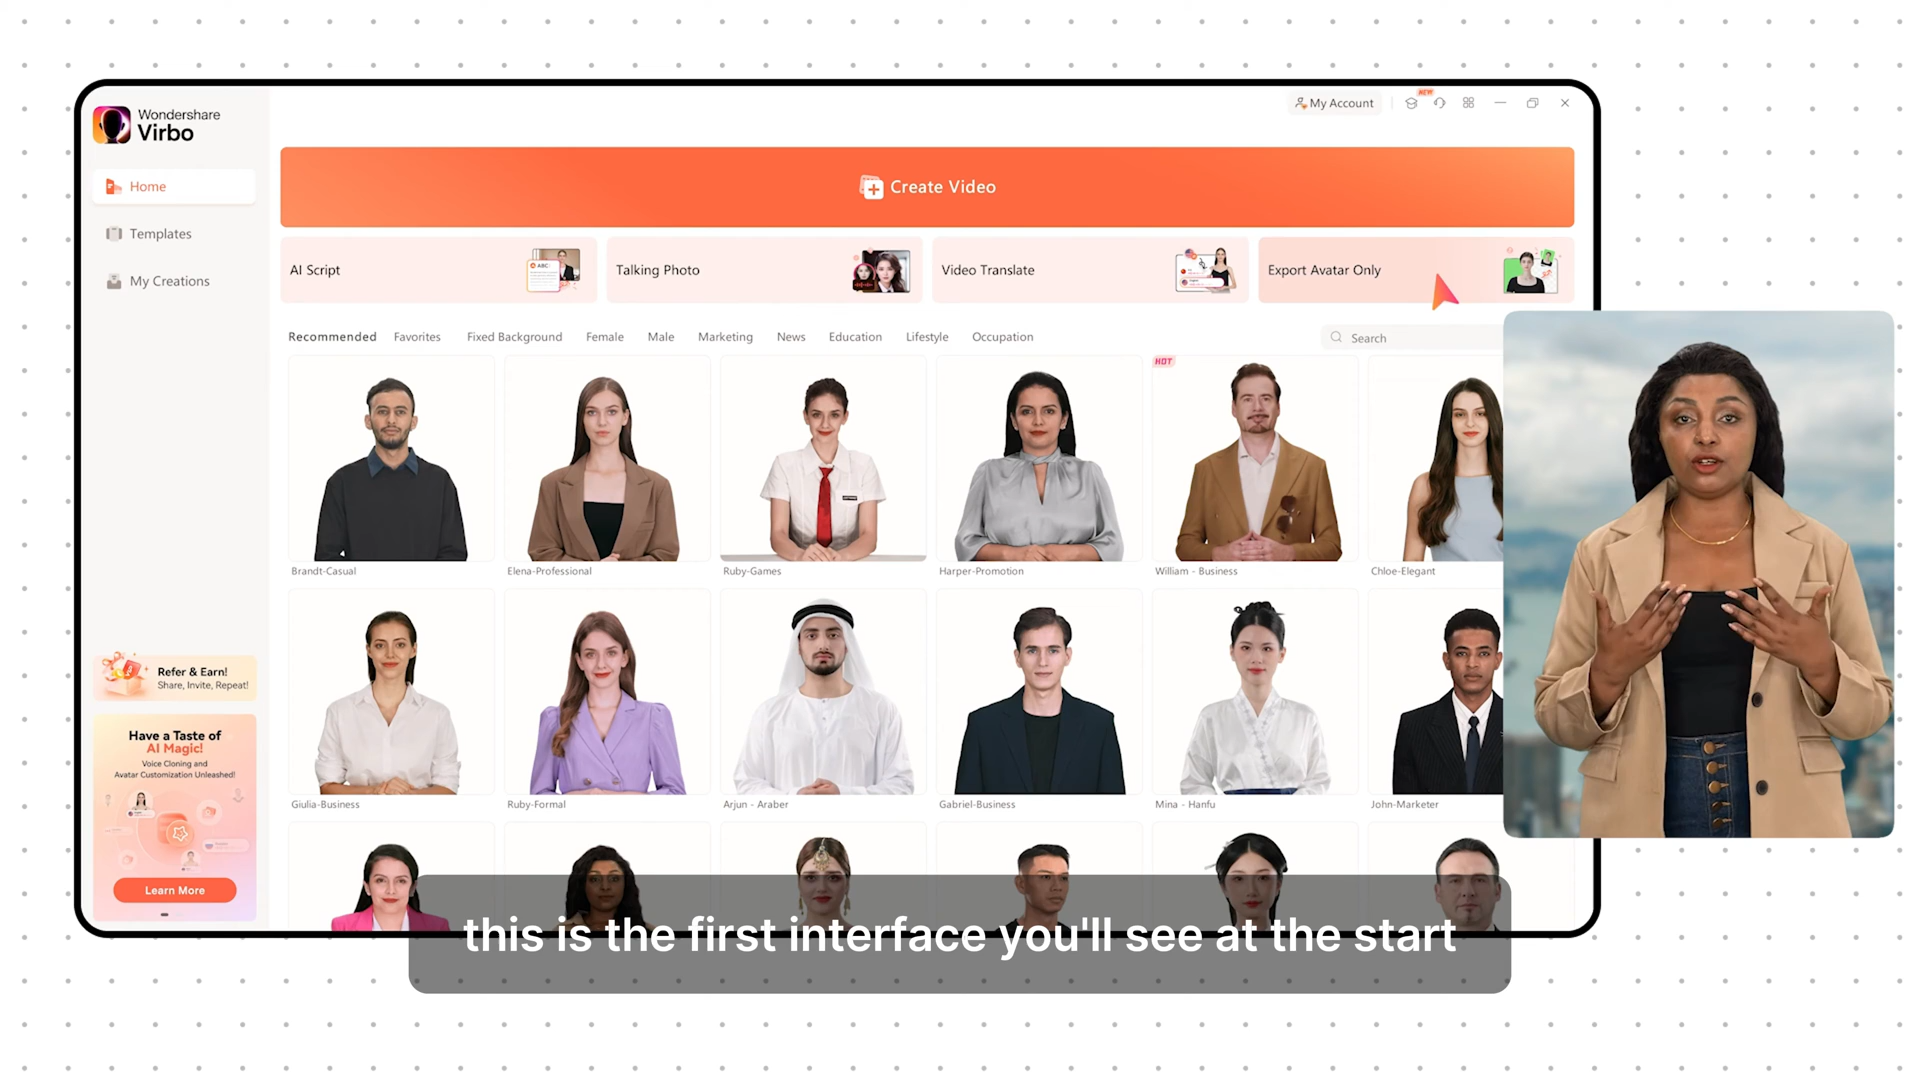 Wondershare
Virbo
My Account
NEW
Home
Templates
My Creations
Create Video
AI Script
Talking Photo
Video Translate
Export Avatar Only
Recommended
Favorites
Fixed Background
Female
Male
Marketing
News
Education
Lifestyle
Occupation
Search
HOT
Brandt-Casual
Elena-Professional
Ruby-Games
Harper-Promotion
William - Business
Chloe-Elegant
Giulia-Business
Ruby-Formal
Arjun - Araber
Gabriel-Business
Mina - Hanfu
John-Marketer
Refer & Earn!
Share, Invite, Repeat!
Have a Taste of
AI Magic!
Voice Cloning and
Avatar Customization Unleashed!
Learn More
this is the first interface you'll see at the start